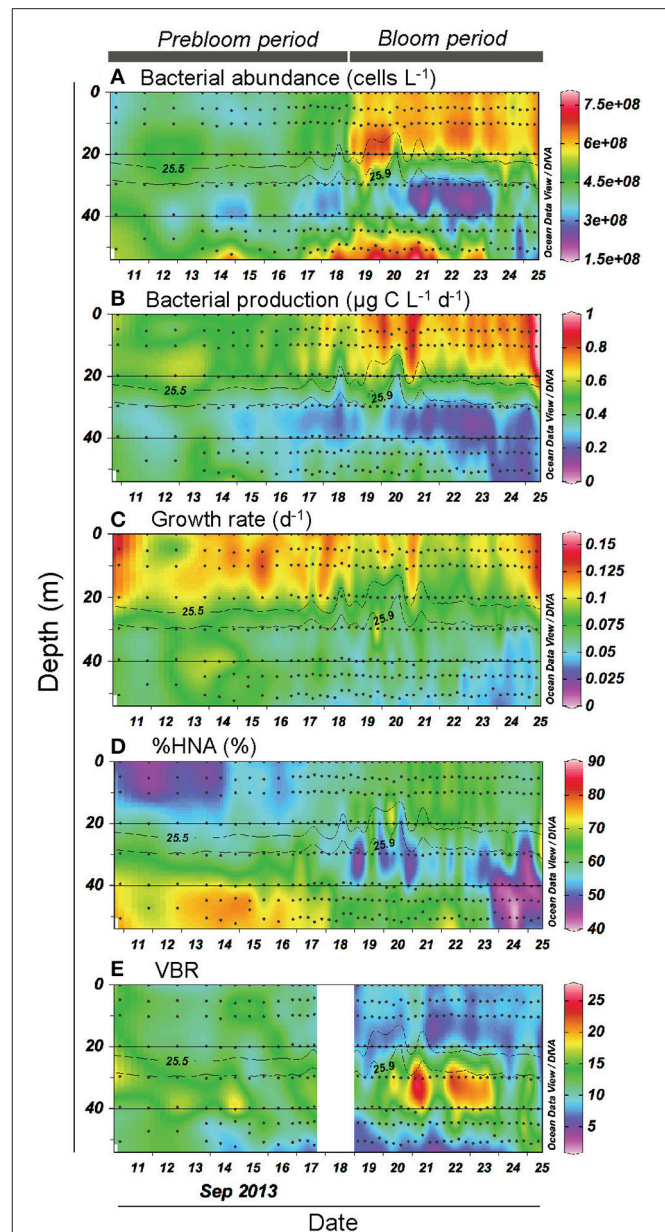 Prebloom period Bloom period
A Bacterial abundance (cells L⁻¹)
0
20
40
25.5
25.9
11 12 13 14 15 16 17 18 19 20 21 22 23 24 25
Ocean Data View / DIVA
7.5e+08
6e+08
4.5e+08
3e+08
1.5e+08
B Bacterial production (µg C L⁻¹ d⁻¹)
0
20
40
25.5
25.9
11 12 13 14 15 16 17 18 19 20 21 22 23 24 25
Ocean Data View / DIVA
1
0.8
0.6
0.4
0.2
0
C Growth rate (d⁻¹)
0
20
40
25.5
25.9
11 12 13 14 15 16 17 18 19 20 21 22 23 24 25
Ocean Data View / DIVA
0.15
0.125
0.1
0.075
0.05
0.025
0
Depth (m)
D %HNA (%)
0
20
40
25.5
25.9
11 12 13 14 15 16 17 18 19 20 21 22 23 24 25
Ocean Data View / DIVA
90
80
70
60
50
40
E VBR
0
20
40
25.5
25.9
11 12 13 14 15 16 17 18 19 20 21 22 23 24 25
Ocean Data View / DIVA
25
20
15
10
5
Sep 2013
Date